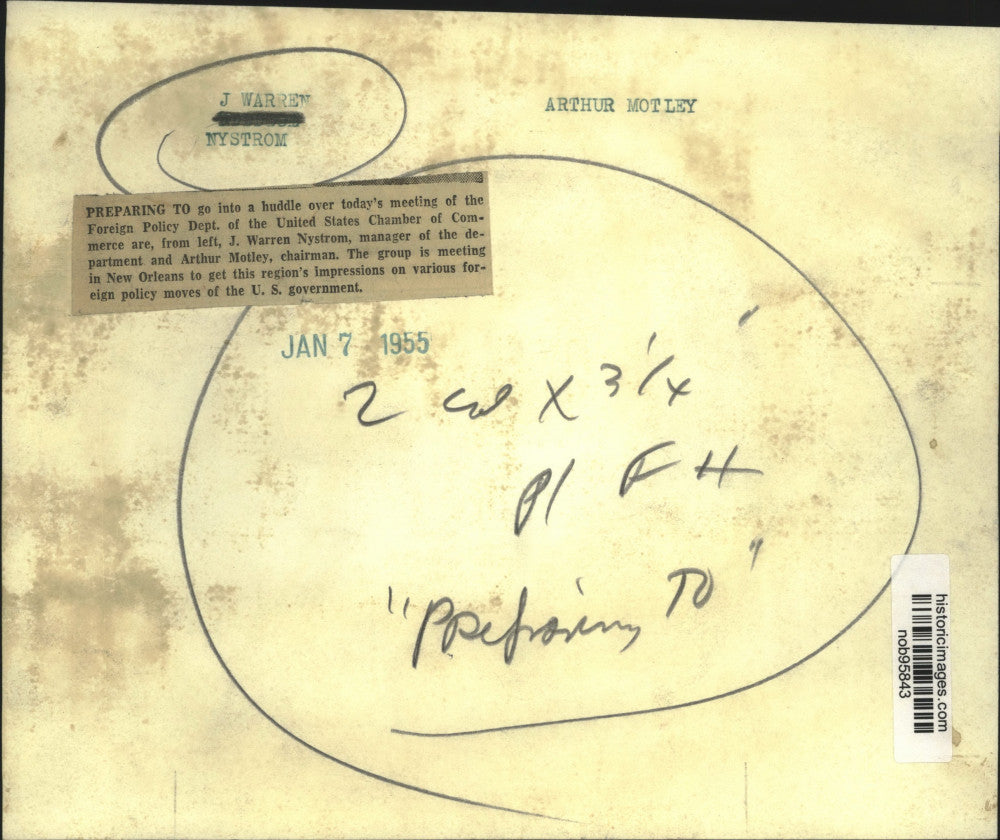 J WARREN
NYSTROM
ARTHUR MOTLEY
PREPARING TO go into a huddle over today's meeting of the
Foreign Policy Dept. of the United States Chamber of Com-
merce are, from left, J. Warren Nystrom, manager of the de-
partment and Arthur Motley, chairman. The group is meeting
in New Orleans to get this region's impressions on various for-
eign policy moves of the U. S. government.
JAN 7 1955
2 col X 3 1/4"
F H
"Preparing To"
historicimages.com
nob95843